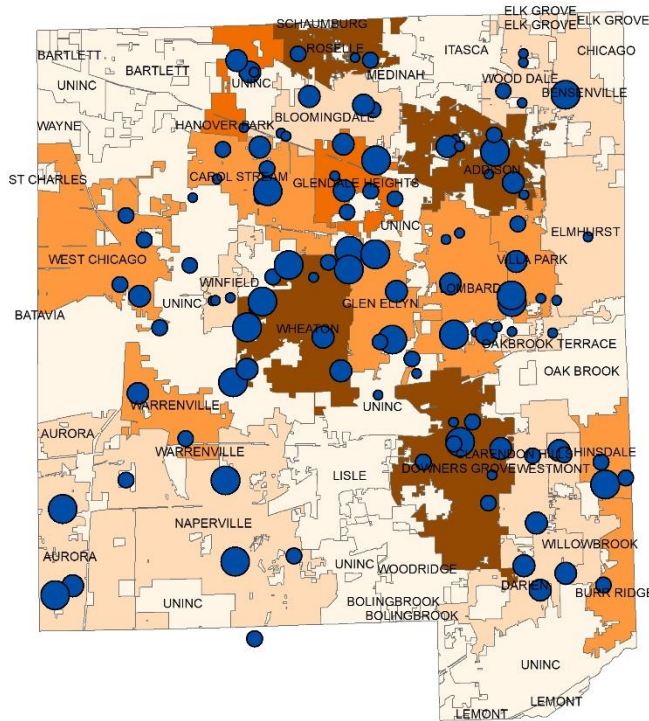 ELK GROVE
SCHAUMBURG
ELK GROVE
ELK GROVE
ROSELLE
ITASCA
CHICAGO
BARTLETT
BARTLETT
MEDINAH
WOOD DALE
UNINC
UNINC
BENSENVILLE
BLOOMINGDALE
WAYNE
HANOVER PARK
ADDISON
ST CHARLES
CAROL STREAM
GLENDALE HEIGHTS
UNINC
ELMHURST
WEST CHICAGO
VILLA PARK
WINFIELD
LOMBARD
UNINC
GLEN ELLYN
BATAVIA
WHEATON
OAKBROOK TERRACE
OAK BROOK
UNINC
WARRENVILLE
AURORA
WARRENVILLE
CLARENDON HILLS
HINSDALE
DOWNERS GROVE
WESTMONT
LISLE
NAPERVILLE
WILLOWBROOK
AURORA
UNINC
WOODRIDGE
DARIEN
BURR RIDGE
UNINC
BOLINGBROOK
BOLINGBROOK
UNINC
LEMONT
LEMONT